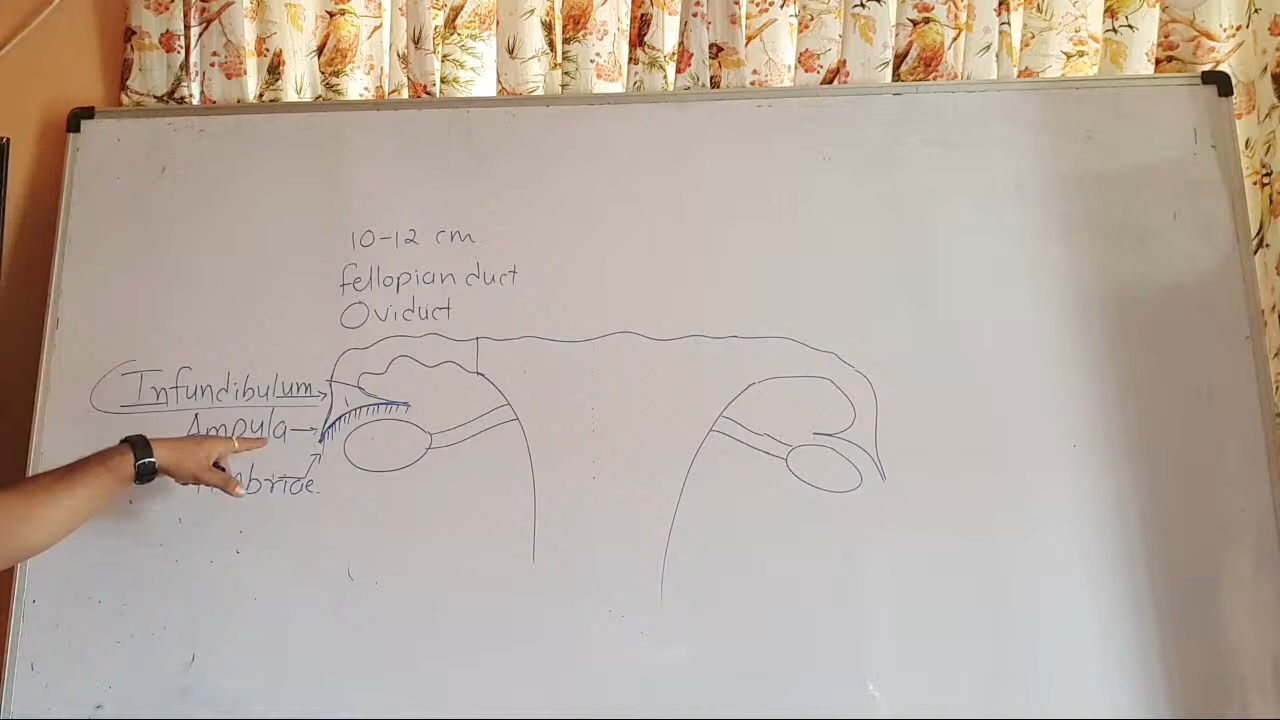 10-12 cm
fellopian duct
Oviduct
Infundibulum
Ampula